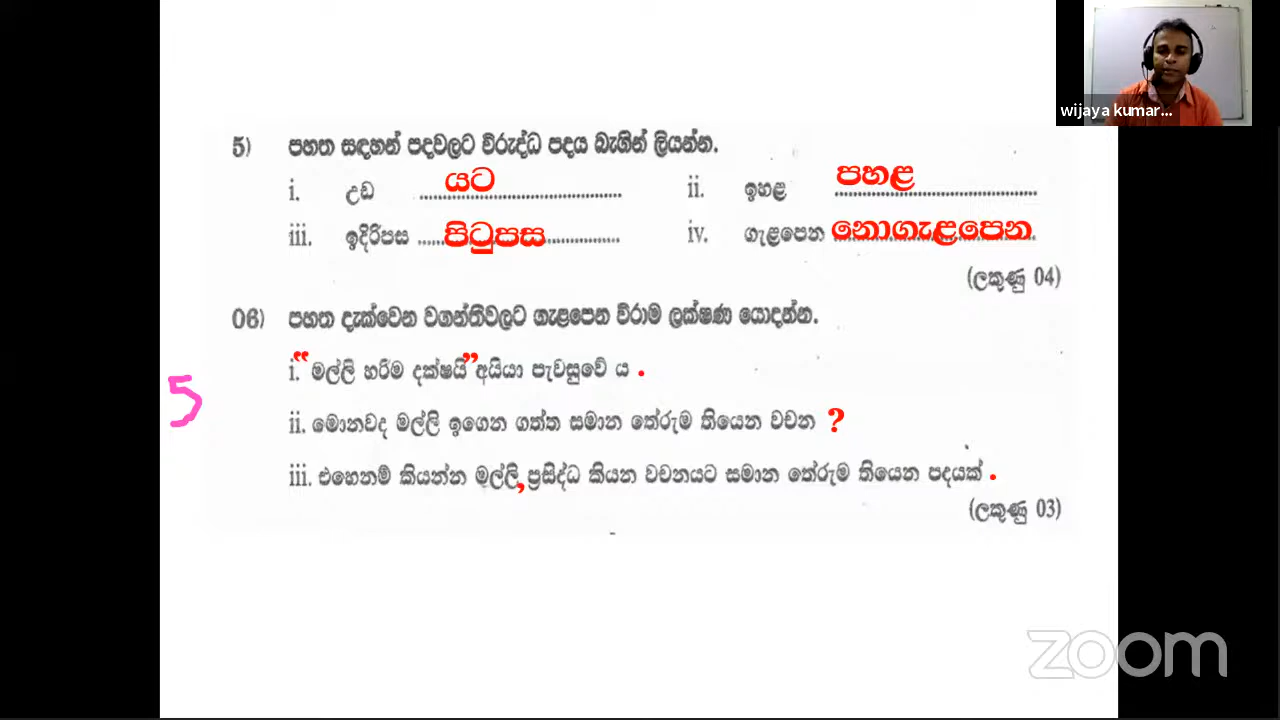 wijaya kumar...
5) පහත සඳහන් පදවලට විරුද්ධ පදය බැගින් ලියන්න.
i. උඩ යට ii. ඉහළ පහළ
iii. ඉදිරිපස පිටුපස iv. ගැළපෙන නොගැළපෙන
(ලකුණු 04)
06) පහත දැක්වෙන වගන්තිවලට ගැළපෙන විරාම ලක්ෂණ යොදන්න.
i. “මල්ලි හරිම දක්ෂයි” අයියා පැවසුවේ ය .
5
ii. මොනවද මල්ලි ඉගෙන ගත්ත සමාන තේරුම තියෙන වචන ?
iii. එහෙනම් කියන්න මල්ලි, ප්‍රසිද්ධ කියන වචනයට සමාන තේරුම තියෙන පදයක් .
(ලකුණු 03)
zoom